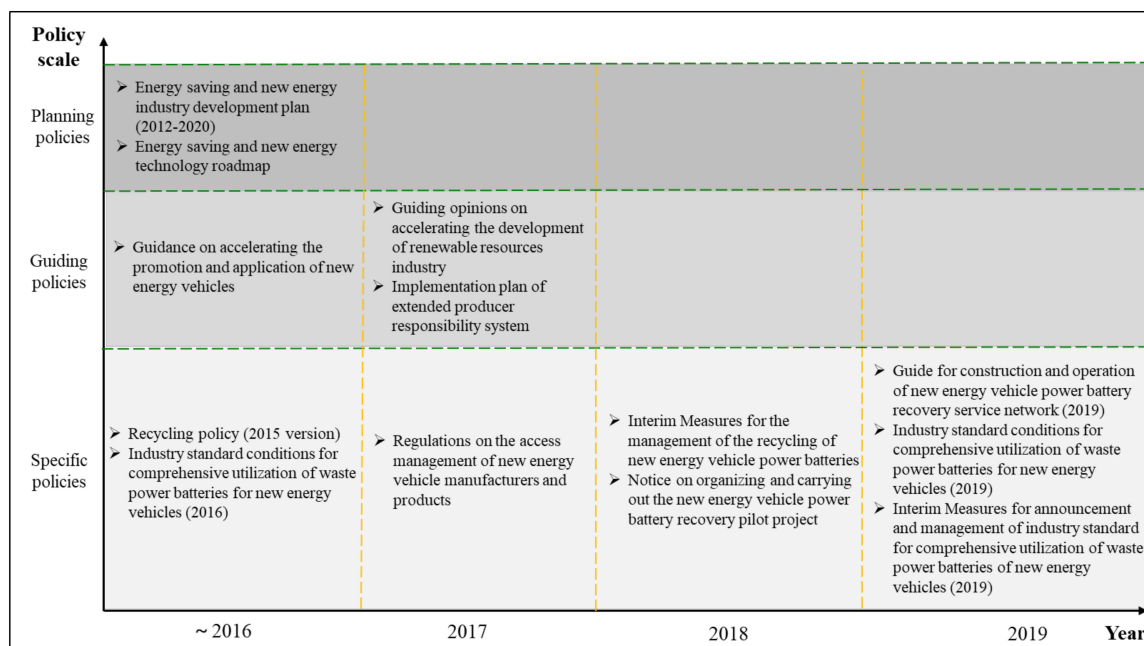 Policy
scale
Planning
policies
➢ Energy saving and new energy
industry development plan
(2012-2020)
➢ Energy saving and new energy
technology roadmap
Guiding
policies
➢ Guidance on accelerating the
promotion and application of new
energy vehicles
➢ Guiding opinions on
accelerating the development
of renewable resources
industry
➢ Implementation plan of
extended producer
responsibility system
Specific
policies
➢ Recycling policy (2015 version)
➢ Industry standard conditions for
comprehensive utilization of waste
power batteries for new energy
vehicles (2016)
➢ Regulations on the access
management of new energy
vehicle manufacturers and
products
➢ Interim Measures for the
management of the recycling of
new energy vehicle power batteries
➢ Notice on organizing and carrying
out the new energy vehicle power
battery recovery pilot project
➢ Guide for construction and operation
of new energy vehicle power battery
recovery service network (2019)
➢ Industry standard conditions for
comprehensive utilization of waste
power batteries for new energy
vehicles (2019)
➢ Interim Measures for announcement
and management of industry standard
for comprehensive utilization of waste
power batteries of new energy
vehicles (2019)
~ 2016
2017
2018
2019
Year